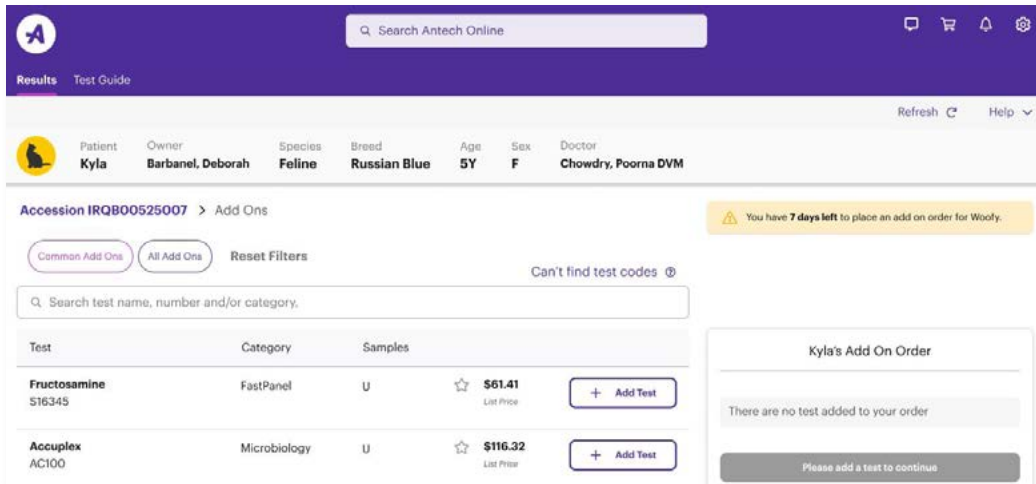 Search Antech Online
Results Test Guide
Refresh Help
Patient Owner Species Breed Age Sex Doctor
Kyla Barbanel, Deborah Feline Russian Blue 5Y F Chowdry, Poorna DVM
Accession IRQB00525007 > Add Ons
You have 7 days left to place an add on order for Woofy.
Common Add Ons All Add Ons Reset Filters
Can't find test codes
Search test name, number and/or category.
Test Category Samples
Kyla's Add On Order
Fructosamine FastPanel U $61.41 + Add Test
S16345 List Price
There are no test added to your order
Accuplex Microbiology U $116.32 + Add Test
AC100 List Price
Please add a test to continue